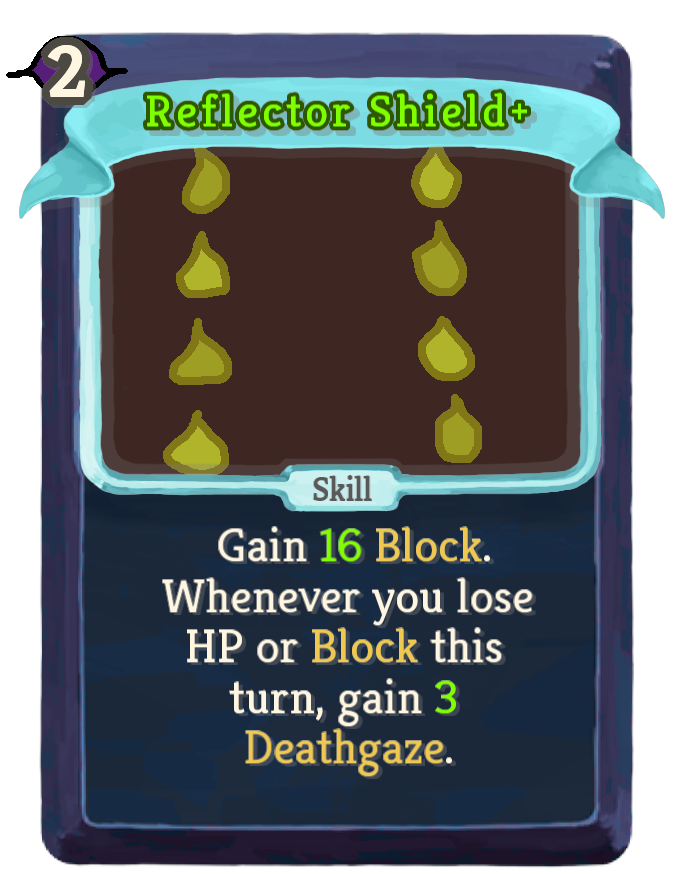 2
Reflector Shield+
Skill
Gain 16 Block.
Whenever you lose
HP or Block this
turn, gain 3
Deathgaze.